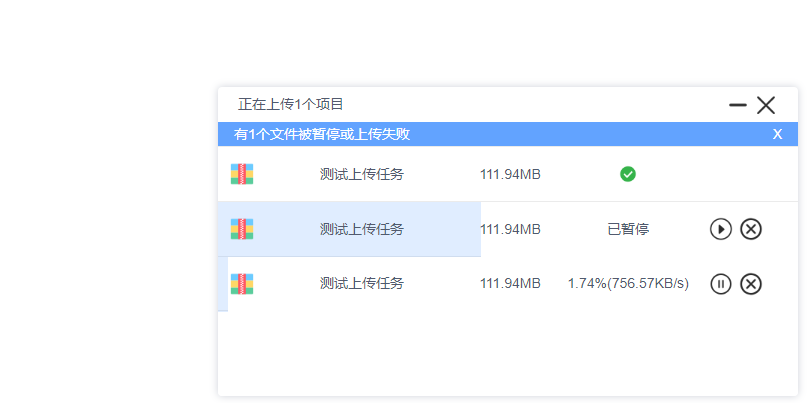 正在上传1个项目
有1个文件被暂停或上传失败 X
测试上传任务 111.94MB
测试上传任务 111.94MB 已暂停
测试上传任务 111.94MB 1.74%(756.57KB/s)